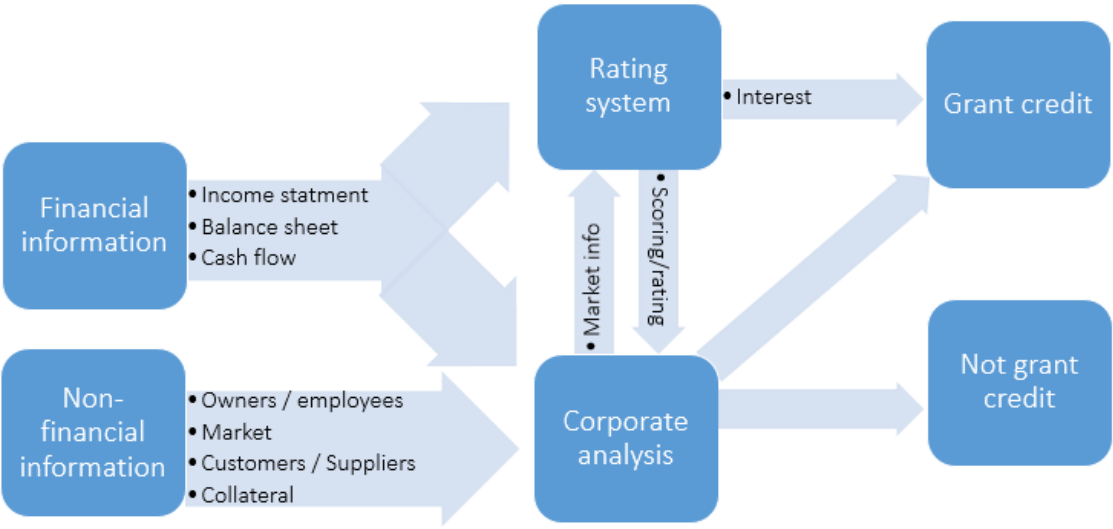 Financial
information
• Income statment
• Balance sheet
• Cash flow
Non-
financial
information
• Owners / employees
• Market
• Customers / Suppliers
• Collateral
Rating
system
• Interest
• Market info
• Scoring/rating
Corporate
analysis
Grant credit
Not grant
credit